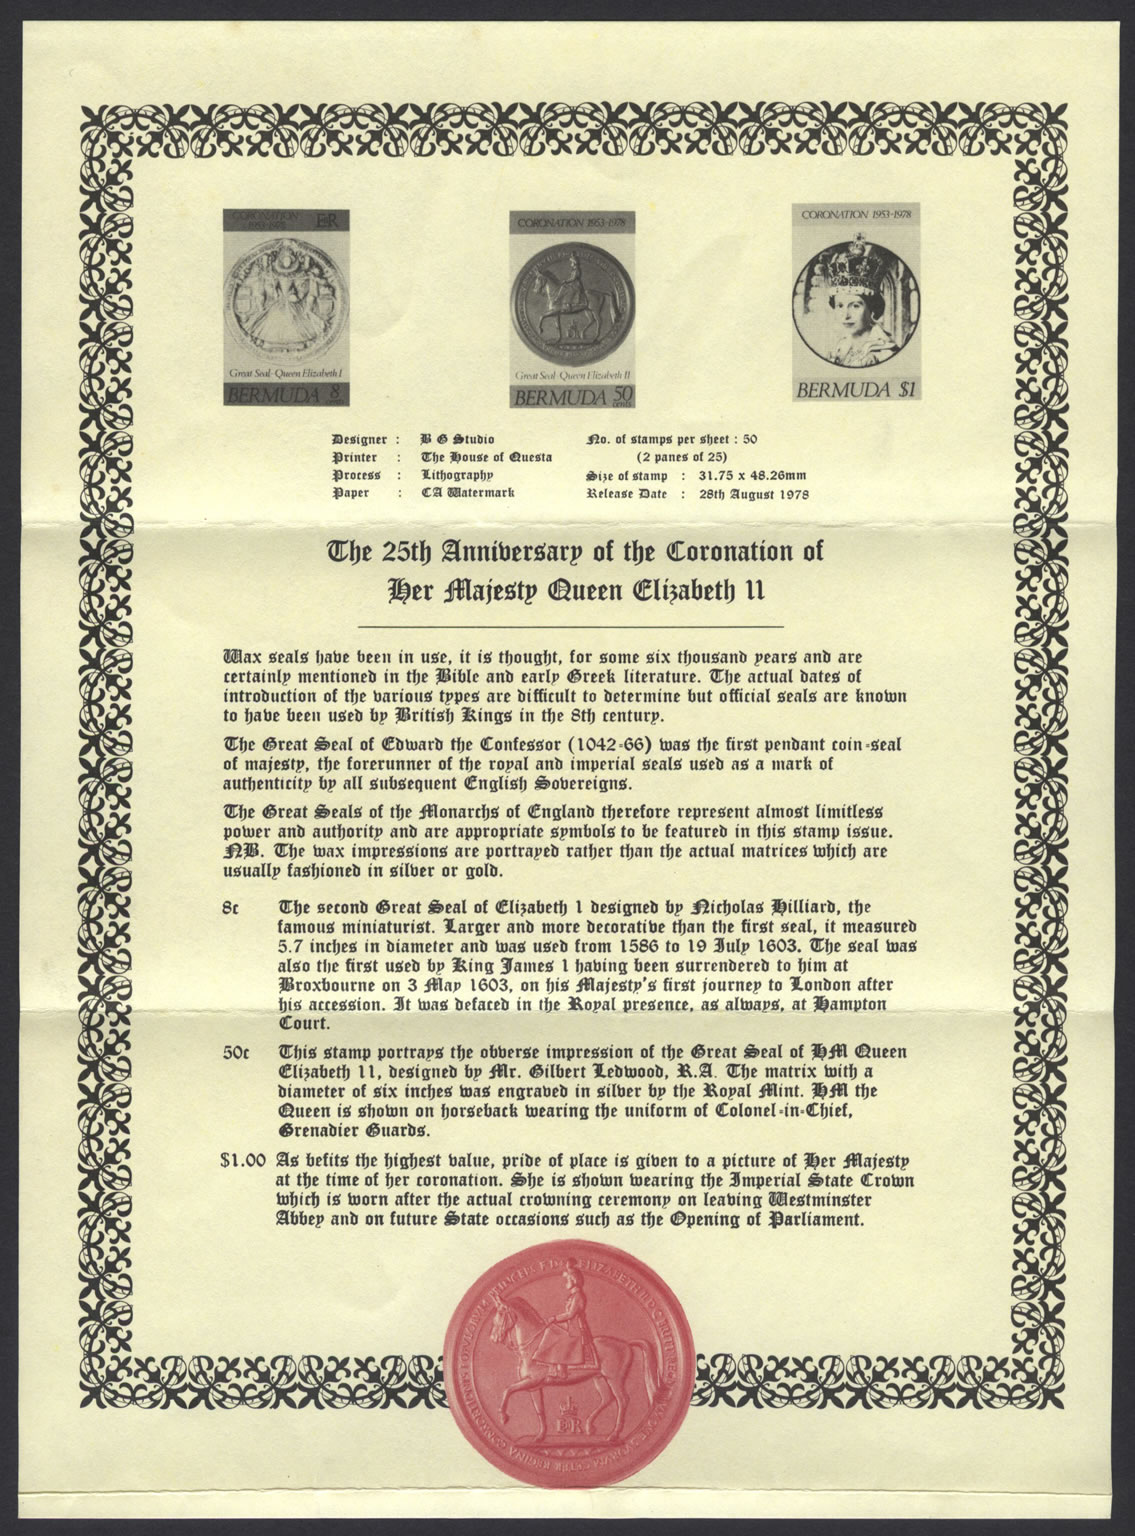 CORONATION 1953-1978 EIIR
Great Seal · Queen Elizabeth I
BERMUDA 8
CORONATION 1953-1978
Great Seal · Queen Elizabeth II
BERMUDA 50 cents
CORONATION 1953-1978
BERMUDA $1
Designer : B G Studio
Printer : The House of Questa
Process : Lithography
Paper : CA Watermark
No. of stamps per sheet : 50
(2 panes of 25)
Size of stamp : 31.75 x 48.26mm
Release Date : 28th August 1978
The 25th Anniversary of the Coronation of
Her Majesty Queen Elizabeth 11
Wax seals have been in use, it is thought, for some six thousand years and are
certainly mentioned in the Bible and early Greek literature. The actual dates of
introduction of the various types are difficult to determine but official seals are known
to have been used by British Kings in the 8th century.
The Great Seal of Edward the Confessor (1042-66) was the first pendant coin-seal
of majesty, the forerunner of the royal and imperial seals used as a mark of
authenticity by all subsequent English Sovereigns.
The Great Seals of the Monarchs of England therefore represent almost limitless
power and authority and are appropriate symbols to be featured in this stamp issue.
NB. The wax impressions are portrayed rather than the actual matrices which are
usually fashioned in silver or gold.
8c The second Great Seal of Elizabeth 1 designed by Nicholas Hilliard, the
famous miniaturist. Larger and more decorative than the first seal, it measured
5.7 inches in diameter and was used from 1586 to 19 July 1603. The seal was
also the first used by King James 1 having been surrendered to him at
Broxbourne on 3 May 1603, on his Majesty's first journey to London after
his accession. It was defaced in the Royal presence, as always, at Hampton
Court.
50c This stamp portrays the obverse impression of the Great Seal of HM Queen
Elizabeth 11, designed by Mr. Gilbert Ledwood, R.A. The matrix with a
diameter of six inches was engraved in silver by the Royal Mint. HM the
Queen is shown on horseback wearing the uniform of Colonel-in-Chief,
Grenadier Guards.
$1.00 As befits the highest value, pride of place is given to a picture of Her Majesty
at the time of her coronation. She is shown wearing the Imperial State Crown
which is worn after the actual crowning ceremony on leaving Westminster
Abbey and on future State occasions such as the Opening of Parliament.